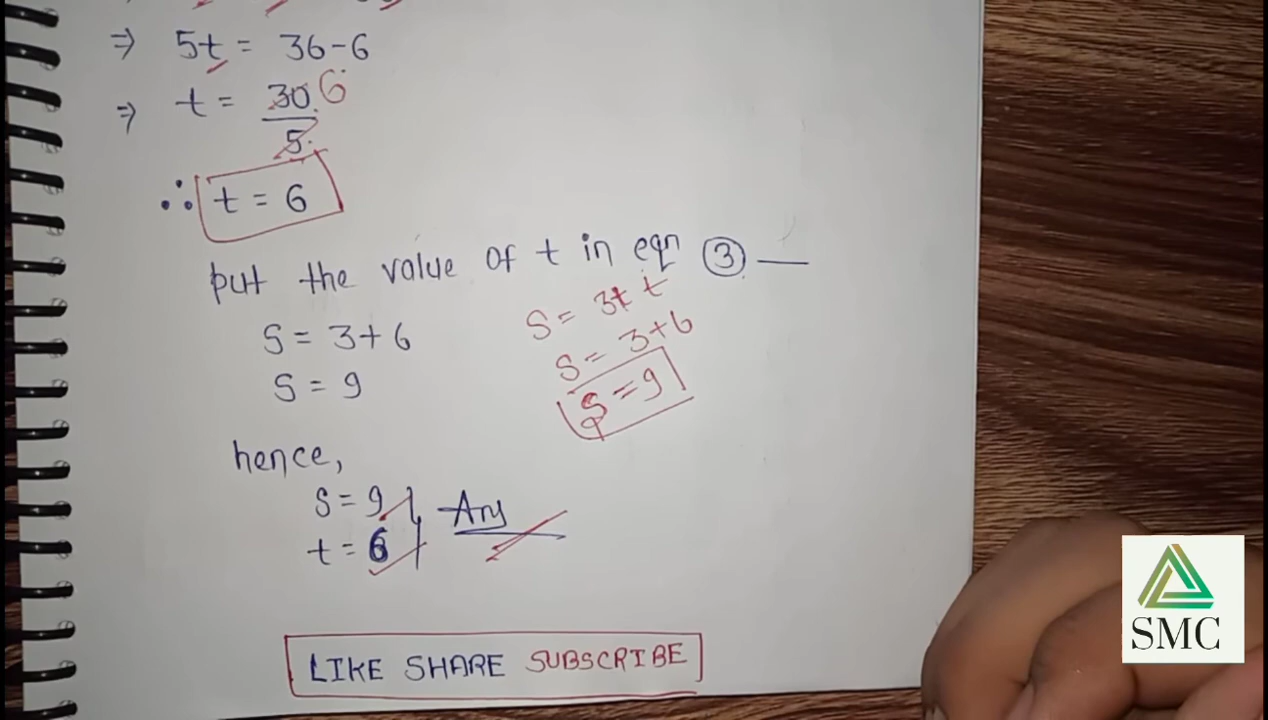 ⇒ 5t = 36-6
⇒ t = 30/5 6
∴ t = 6
put the value of t in eqn ③ —
S = 3+6
S = 9
S = 3+ t
S = 3+6
S = 9
hence,
S = 9
t = 6
Ans
LIKE SHARE SUBSCRIBE
SMC